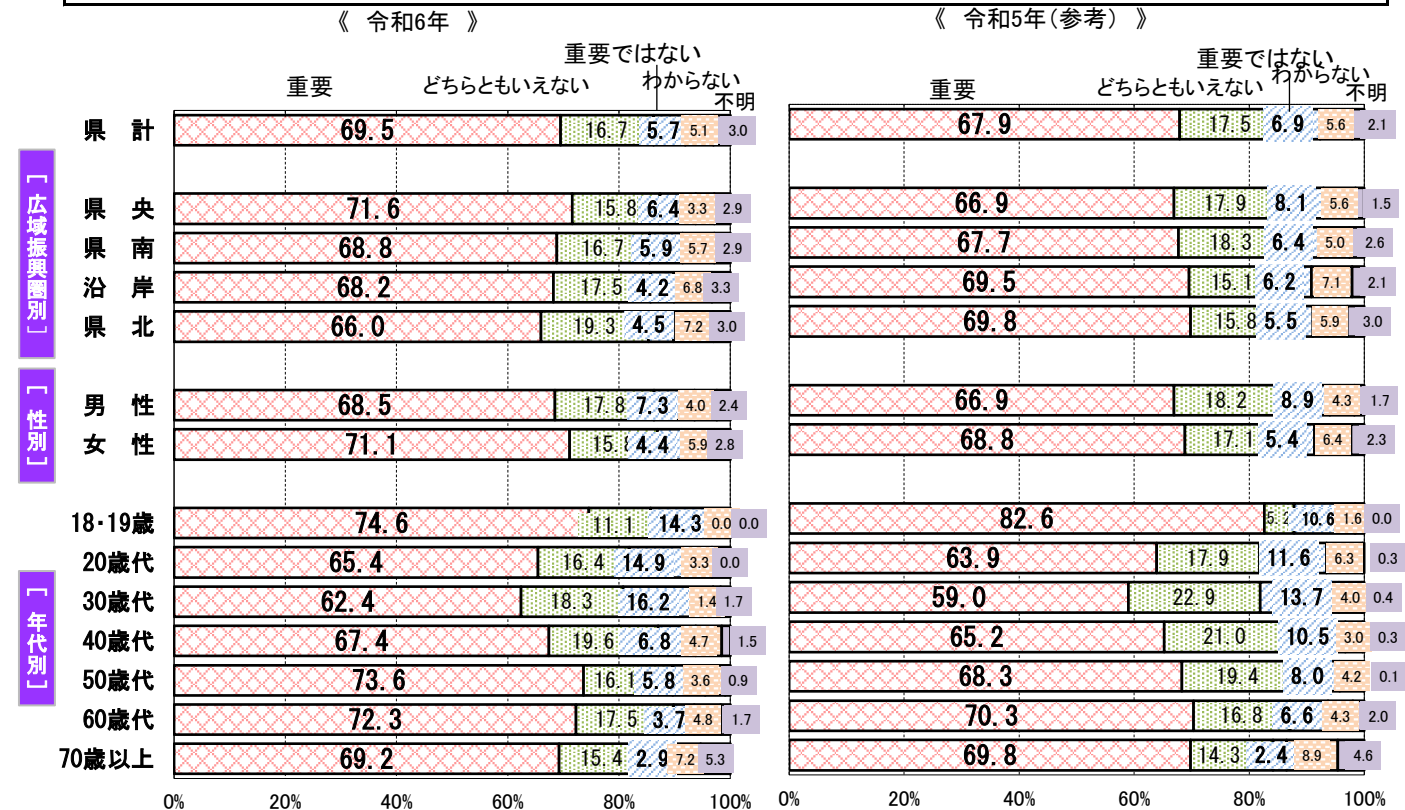 《 令和6年 》
《 令和5年(参考) 》
重要 どちらともいえない 重要ではない わからない 不明
重要 どちらともいえない 重要ではない わからない 不明
県 計 69.5 16.7 5.7 5.1 3.0 67.9 17.5 6.9 5.6 2.1
[広域振興圏別]
県 央 71.6 15.8 6.4 3.3 2.9 66.9 17.9 8.1 5.6 1.5
県 南 68.8 16.7 5.9 5.7 2.9 67.7 18.3 6.4 5.0 2.6
沿 岸 68.2 17.5 4.2 6.8 3.3 69.5 15.1 6.2 7.1 2.1
県 北 66.0 19.3 4.5 7.2 3.0 69.8 15.8 5.5 5.9 3.0
[性別]
男 性 68.5 17.8 7.3 4.0 2.4 66.9 18.2 8.9 4.3 1.7
女 性 71.1 15.8 4.4 5.9 2.8 68.8 17.1 5.4 6.4 2.3
[年代別]
18・19歳 74.6 11.1 14.3 0.0 0.0 82.6 5.2 10.6 1.6 0.0
20歳代 65.4 16.4 14.9 3.3 0.0 63.9 17.9 11.6 6.3 0.3
30歳代 62.4 18.3 16.2 1.4 1.7 59.0 22.9 13.7 4.0 0.4
40歳代 67.4 19.6 6.8 4.7 1.5 65.2 21.0 10.5 3.0 0.3
50歳代 73.6 16.1 5.8 3.6 0.9 68.3 19.4 8.0 4.2 0.1
60歳代 72.3 17.5 3.7 4.8 1.7 70.3 16.8 6.6 4.3 2.0
70歳以上 69.2 15.4 2.9 7.2 5.3 69.8 14.3 2.4 8.9 4.6
0% 20% 40% 60% 80% 100% 0% 20% 40% 60% 80% 100%